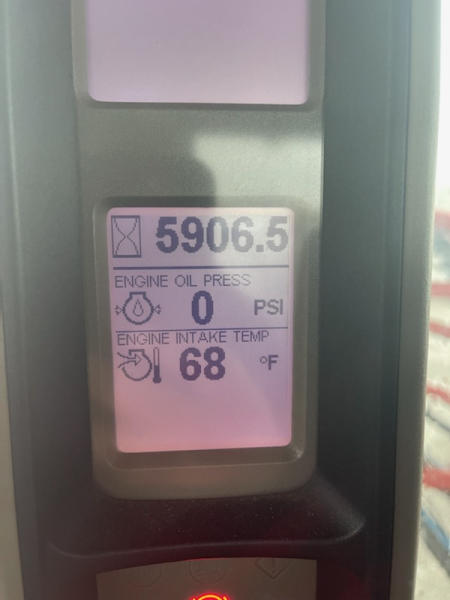 5906.5
ENGINE OIL PRESS
0 PSI
ENGINE INTAKE TEMP
68 °F